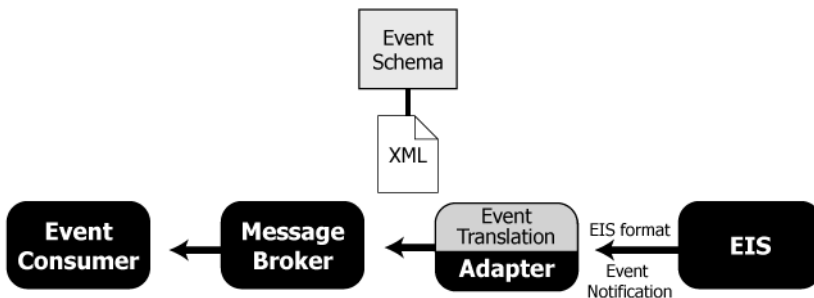 Event
Schema
XML
Event
Consumer
Message
Broker
Event
Translation
Adapter
EIS format
Event
Notification
EIS